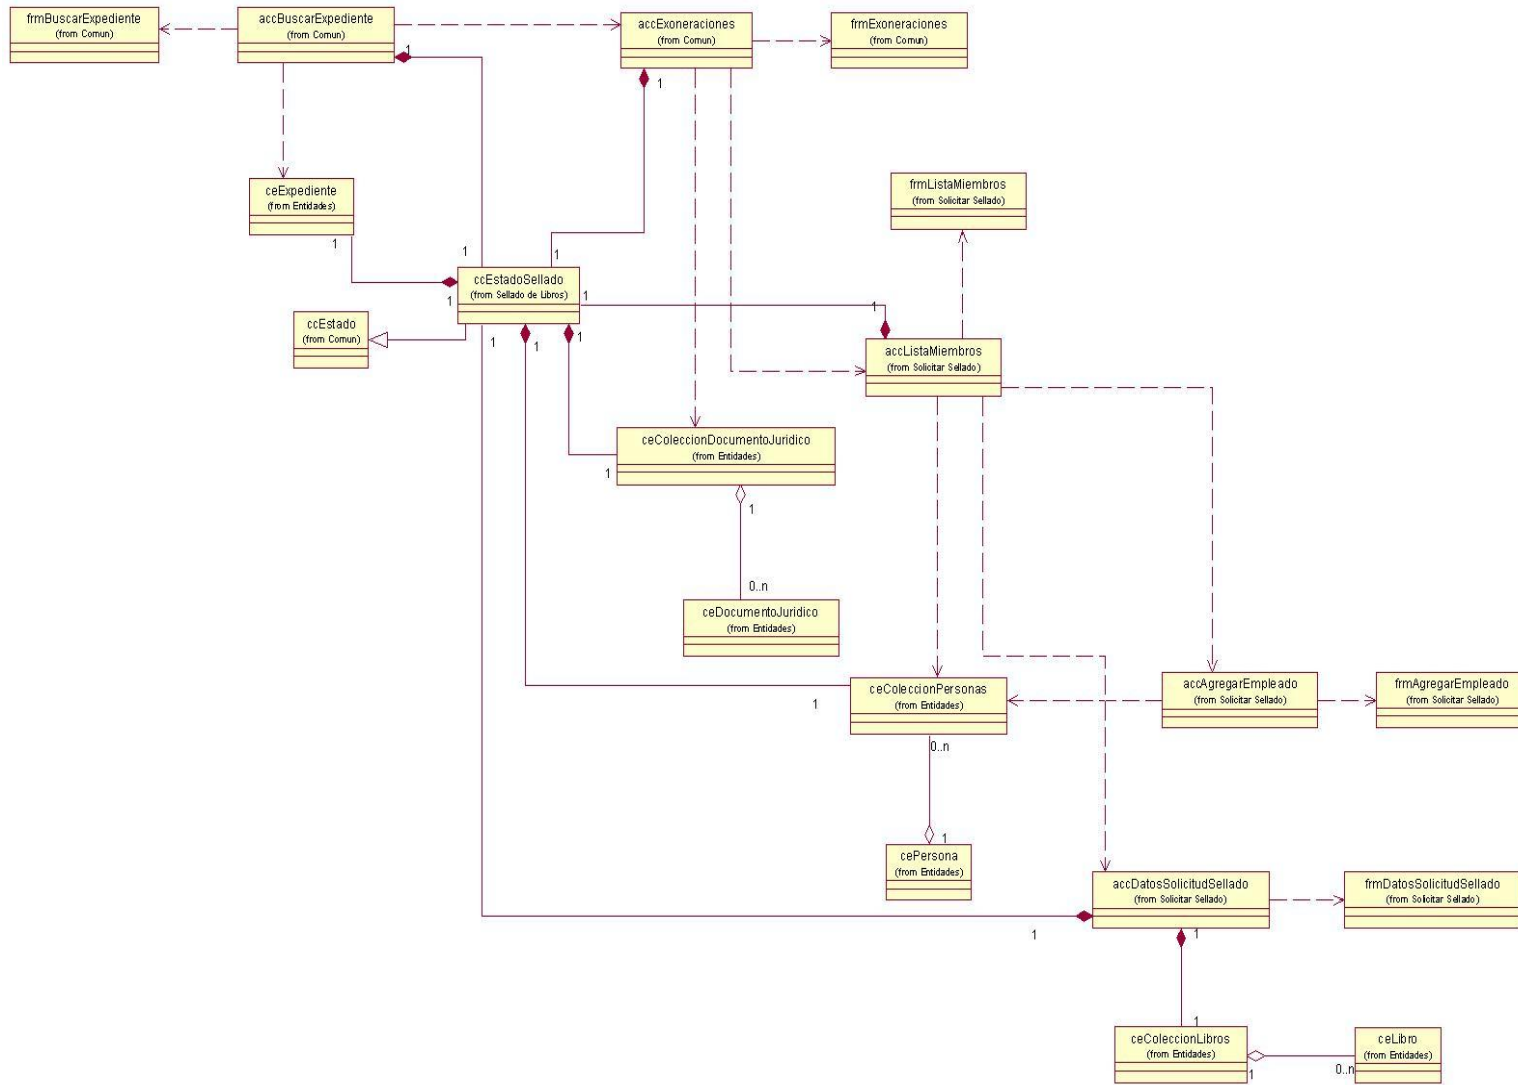 frmBuscarExpediente
(from Comun)
accBuscarExpediente
(from Comun)
1
accExoneraciones
(from Comun)
1
frmExoneraciones
(from Comun)
ceExpediente
(from Entidades)
1
frmListaMiembros
(from Solicitar Sellado)
1
1
ccEstadoSellado
(from Sellado de Libros)
1
1
1
1
1
1
ccEstado
(from Comun)
accListaMiembros
(from Solicitar Sellado)
ceColeccionDocumentoJuridico
(from Entidades)
1
1
0..n
ceDocumentoJuridico
(from Entidades)
ceColeccionPersonas
(from Entidades)
1
0..n
accAgregarEmpleado
(from Solicitar Sellado)
frmAgregarEmpleado
(from Solicitar Sellado)
1
cePersona
(from Entidades)
accDatosSolicitudSellado
(from Solicitar Sellado)
frmDatosSolicitudSellado
(from Solicitar Sellado)
1
1
1
ceColeccionLibros
(from Entidades)
1
0..n
ceLibro
(from Entidades)